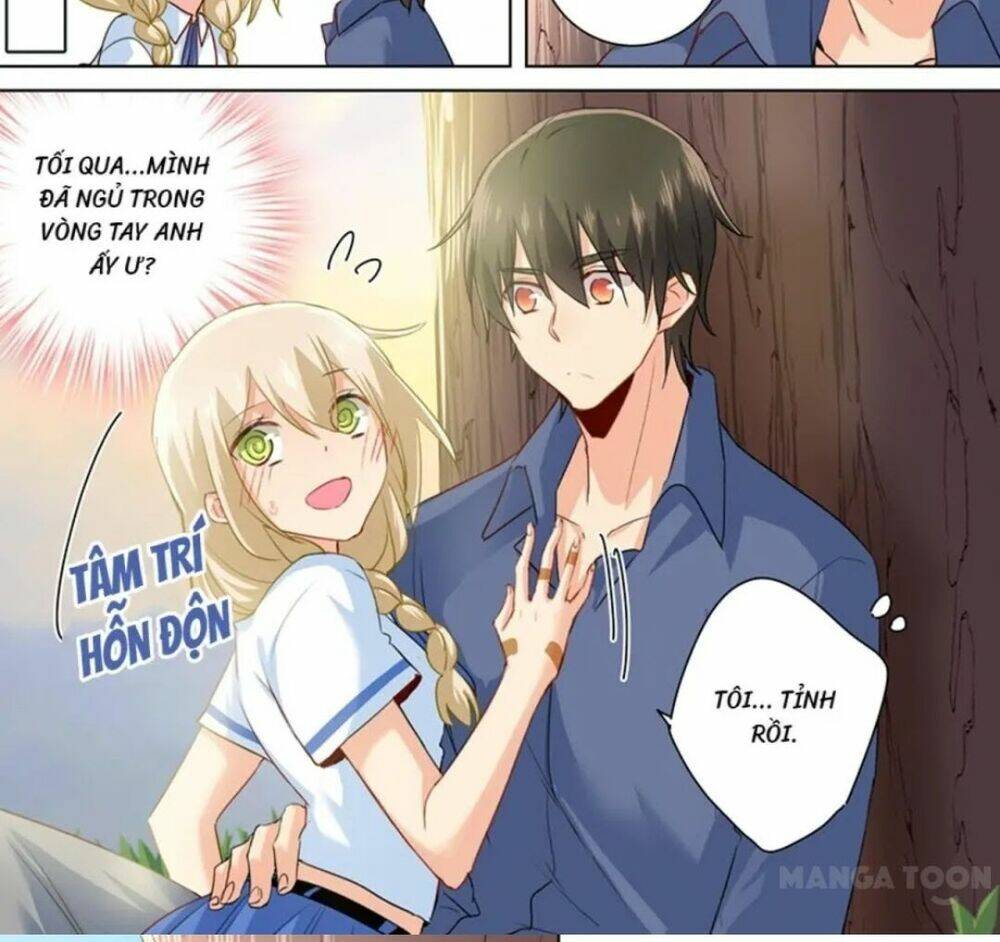 TỐI QUA...MÌNH
ĐÃ NGỦ TRONG
VÒNG TAY ANH
ẤY Ư?
TÂM TRÍ
HỖN ĐỘN
TÔI... TỈNH
RỒI.
MANGA TOON